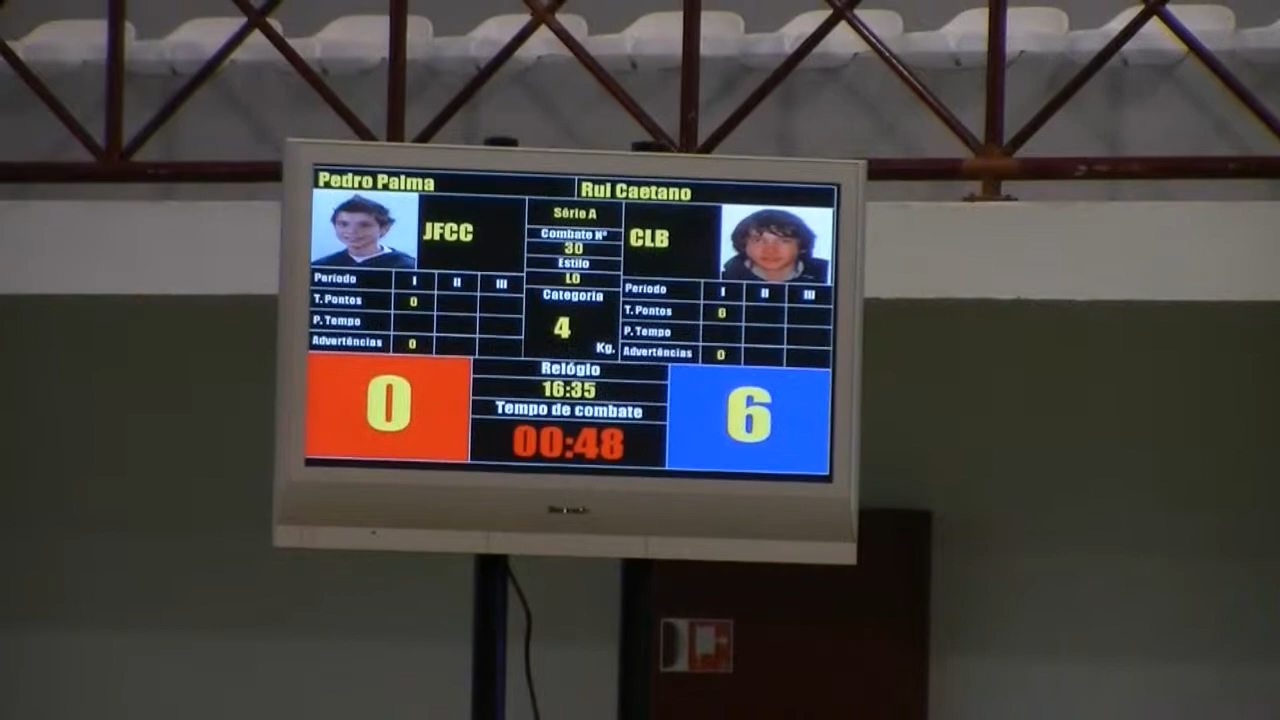 Pedro Palma
Rui Caetano
JFCC
Série A
Combate Nº
30
Estilo
LO
Categoria
4
Kg.
CLB
Período I II III
T. Pontos 0
P. Tempo
Advertências 0
Período I II III
T. Pontos 0
P. Tempo
Advertências 0
0
Relógio
16:35
Tempo de combate
00:48
6